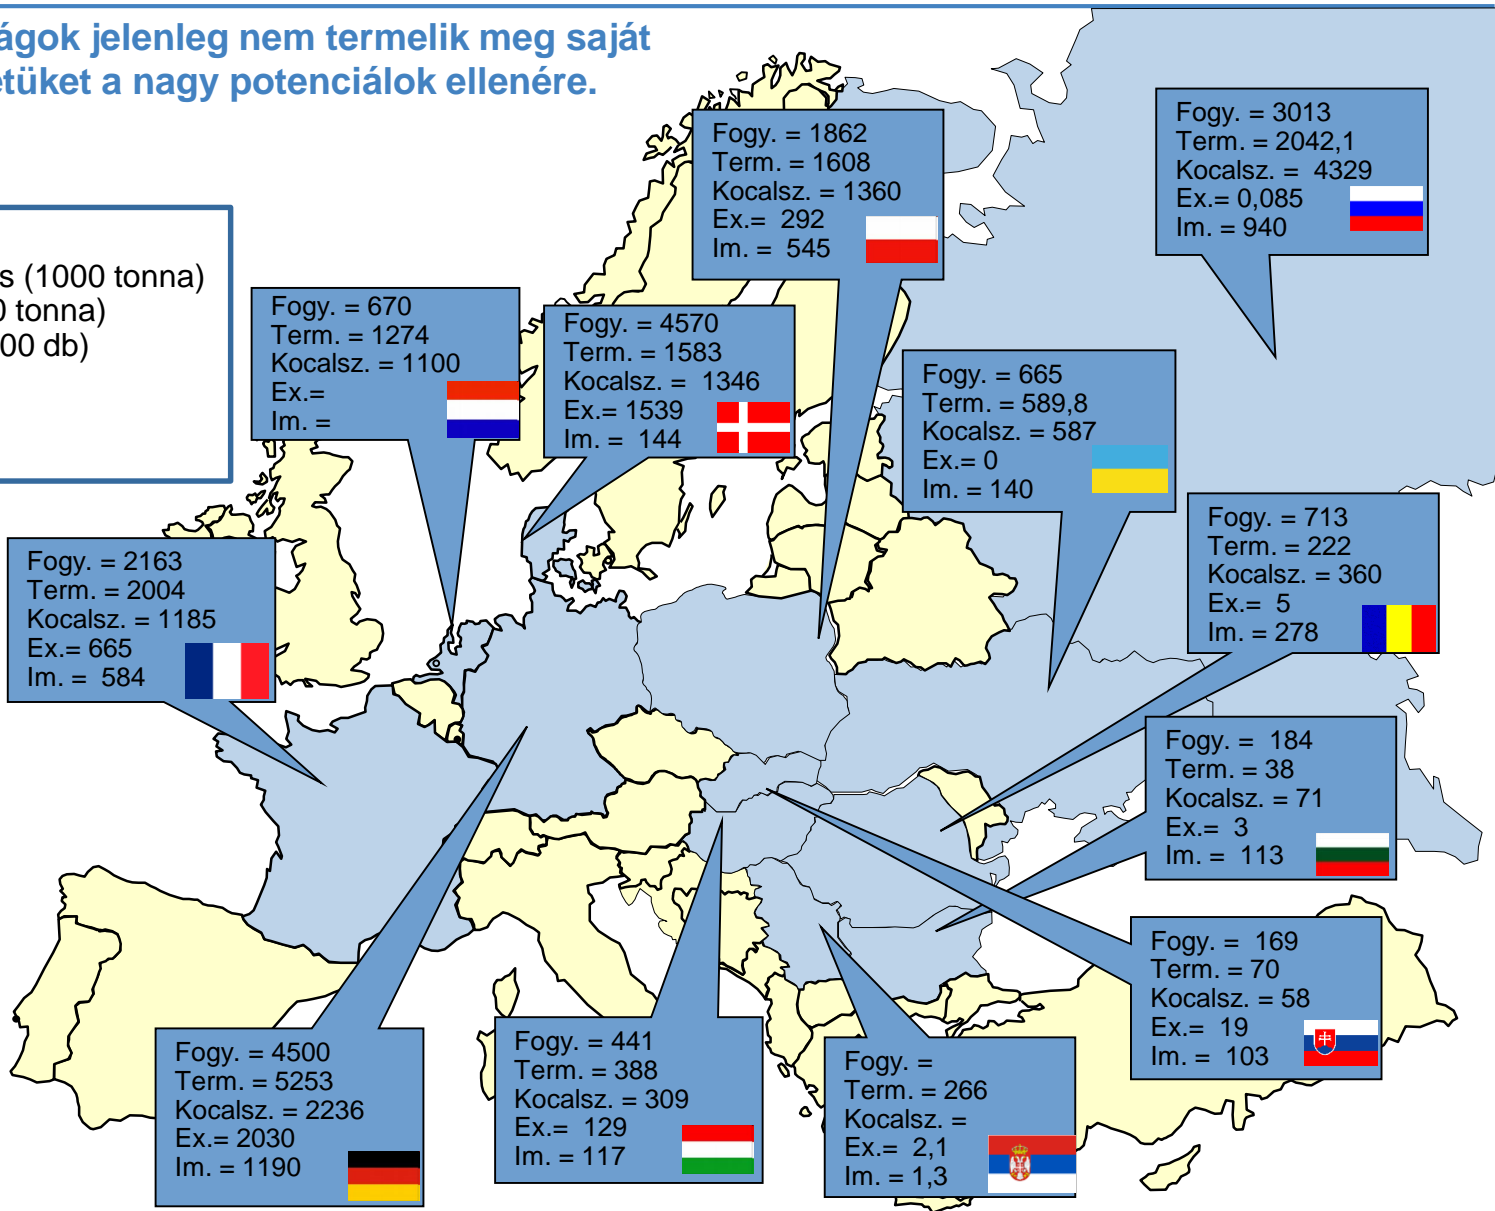 ágok jelenleg nem termelik meg saját
etüket a nagy potenciálok ellenére.
s (1000 tonna)
0 tonna)
00 db)
Fogy. = 1862
Term. = 1608
Kocalsz. = 1360
Ex.= 292
Im. = 545
Fogy. = 3013
Term. = 2042,1
Kocalsz. = 4329
Ex.= 0,085
Im. = 940
Fogy. = 670
Term. = 1274
Kocalsz. = 1100
Ex.=
Im. =
Fogy. = 4570
Term. = 1583
Kocalsz. = 1346
Ex.= 1539
Im. = 144
Fogy. = 665
Term. = 589,8
Kocalsz. = 587
Ex.= 0
Im. = 140
Fogy. = 713
Term. = 222
Kocalsz. = 360
Ex.= 5
Im. = 278
Fogy. = 2163
Term. = 2004
Kocalsz. = 1185
Ex.= 665
Im. = 584
Fogy. = 184
Term. = 38
Kocalsz. = 71
Ex.= 3
Im. = 113
Fogy. = 169
Term. = 70
Kocalsz. = 58
Ex.= 19
Im. = 103
Fogy. = 4500
Term. = 5253
Kocalsz. = 2236
Ex.= 2030
Im. = 1190
Fogy. = 441
Term. = 388
Kocalsz. = 309
Ex.= 129
Im. = 117
Fogy. =
Term. = 266
Kocalsz. =
Ex.= 2,1
Im. = 1,3